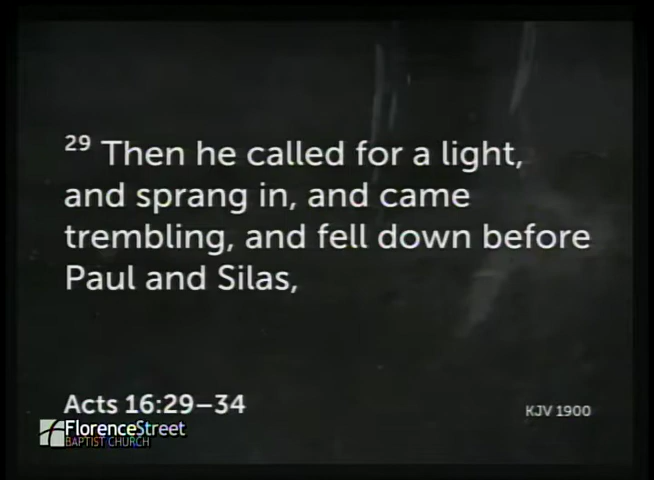 29 Then he called for a light,
and sprang in, and came
trembling, and fell down before
Paul and Silas,
Acts 16:29–34
KJV 1900
FlorenceStreet
BAPTIST CHURCH